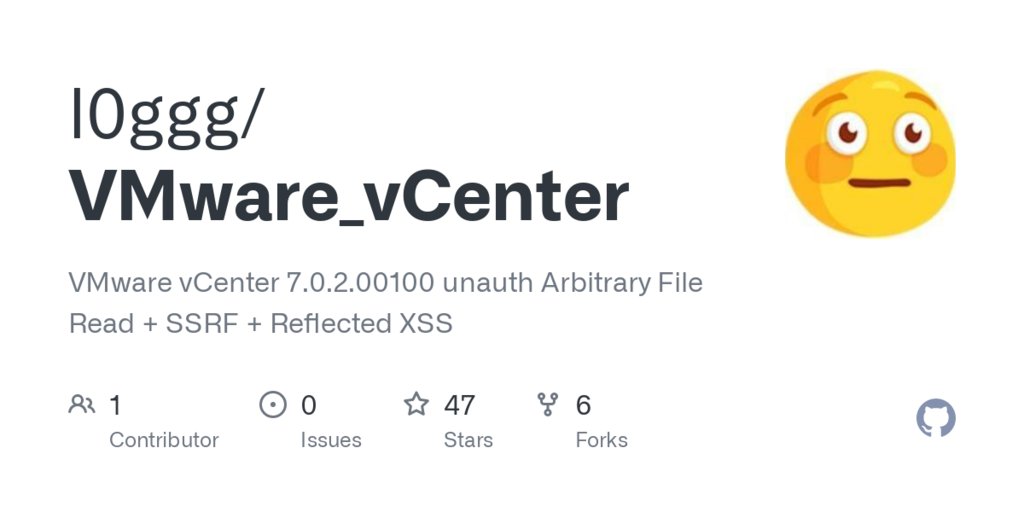 l0ggg/
VMware_vCenter
VMware vCenter 7.0.2.00100 unauth Arbitrary File
Read + SSRF + Reflected XSS
1 0 47 6
Contributor Issues Stars Forks